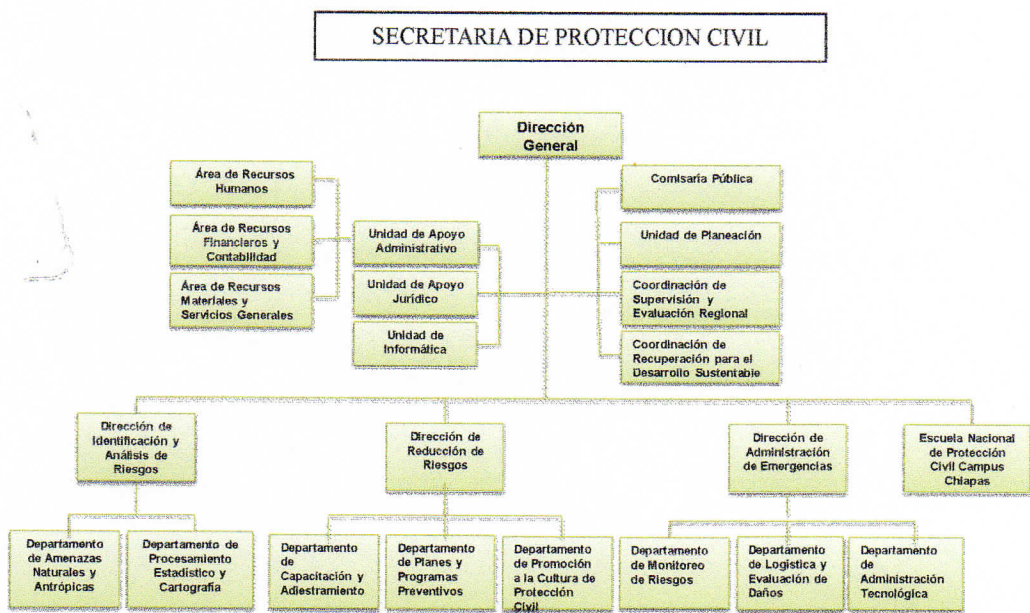 SECRETARIA DE PROTECCION CIVIL
Dirección
General
Área de Recursos
Humanos
Área de Recursos
Financieros y
Contabilidad
Área de Recursos
Materiales y
Servicios Generales
Unidad de Apoyo
Administrativo
Unidad de Apoyo
Jurídico
Unidad de
Informática
Comisaría Pública
Unidad de Planeación
Coordinación de
Supervisión y
Evaluación Regional
Coordinación de
Recuperación para el
Desarrollo Sustentable
Dirección de
Identificación y
Análisis de
Riesgos
Dirección de
Reducción de
Riesgos
Dirección de
Administración
de Emergencias
Escuela Nacional
de Protección
Civil Campus
Chiapas
Departamento
de Amenazas
Naturales y
Antrópicas
Departamento de
Procesamiento
Estadístico y
Cartografía
Departamento
de
Capacitación y
Adiestramiento
Departamento
de Planes y
Programas
Preventivos
Departamento
de Promoción
a la Cultura de
Protección
Civil
Departamento
de Monitoreo
de Riesgos
Departamento
de Logística y
Evaluación de
Daños
Departamento
de
Administración
Tecnológica